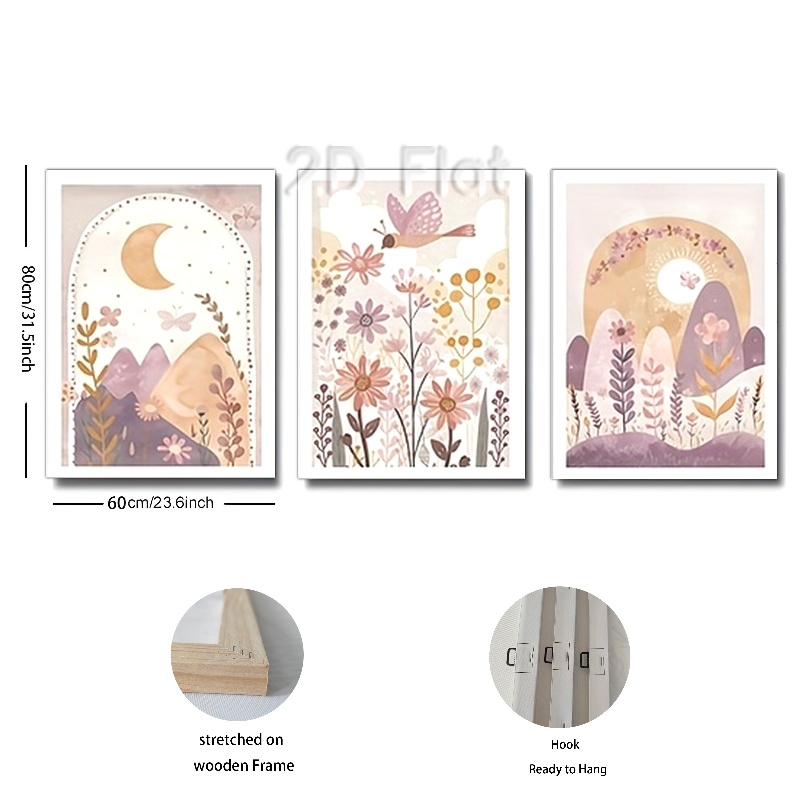 2D Flat
80cm/31.5inch
60cm/23.6inch
stretched on
wooden Frame
Hook
Ready to Hang